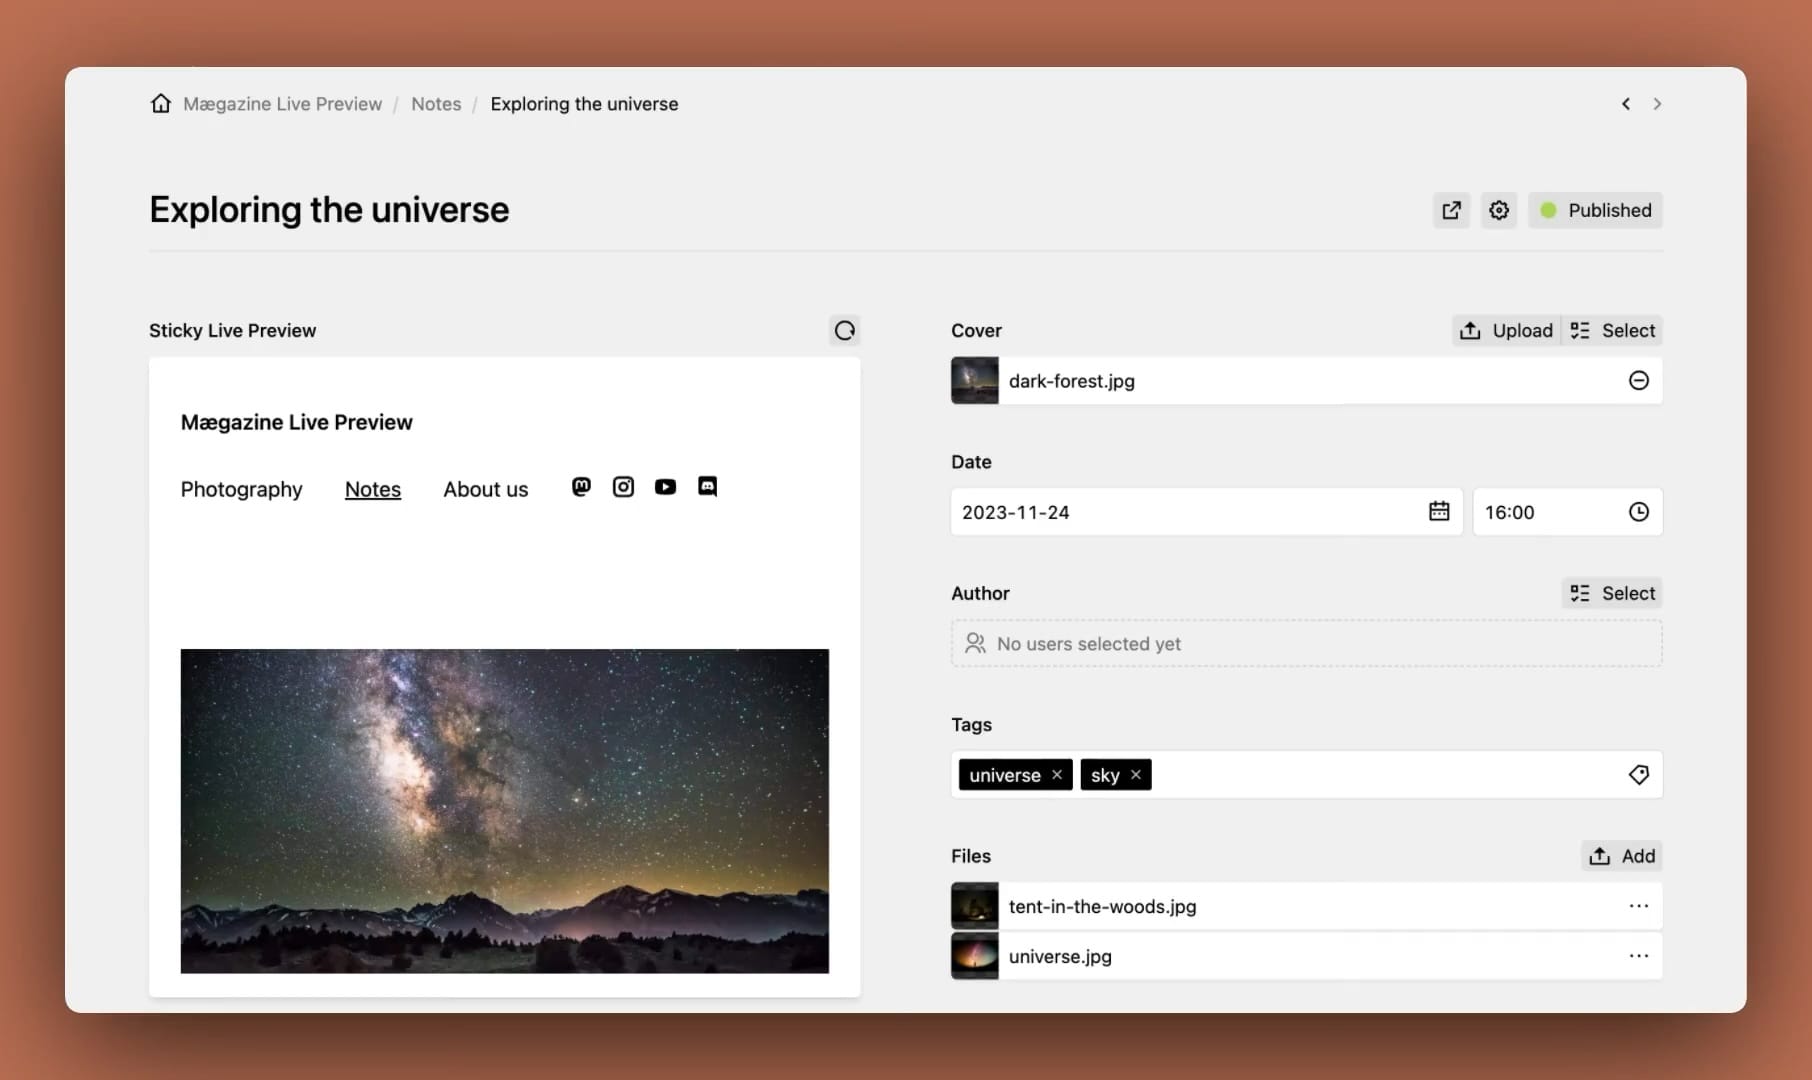 Mægazine Live Preview / Notes / Exploring the universe
Exploring the universe
Published
Sticky Live Preview
Mægazine Live Preview
Photography Notes About us
Cover
Upload Select
dark-forest.jpg
Date
2023-11-24 16:00
Author
Select
No users selected yet
Tags
universe × sky ×
Files
Add
tent-in-the-woods.jpg
universe.jpg